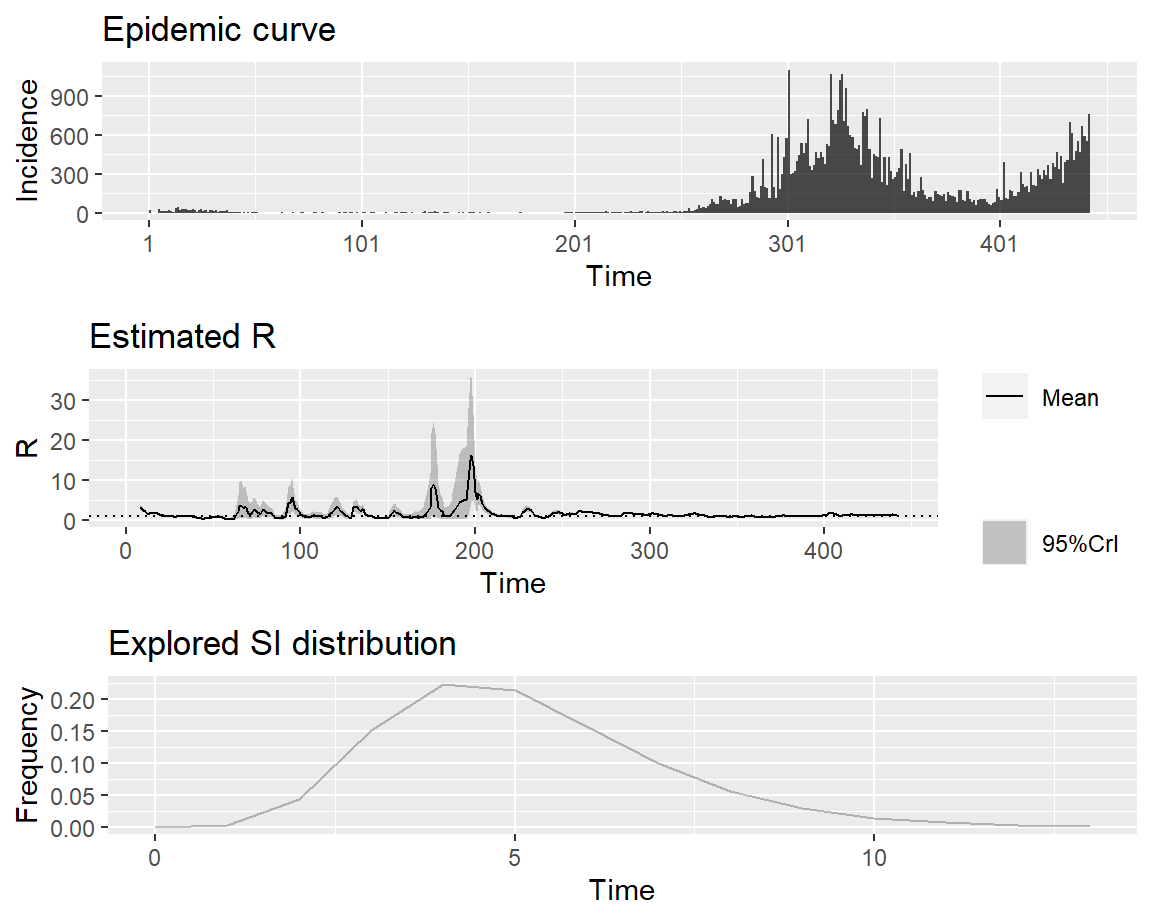 Epidemic curve
Incidence
900
600
300
0
1 101 201 301 401
Time
Estimated R
R
30
20
10
0
0 100 200 300 400
Time
Mean
95%CrI
Explored SI distribution
Frequency
0.20
0.15
0.10
0.05
0.00
0 5 10
Time